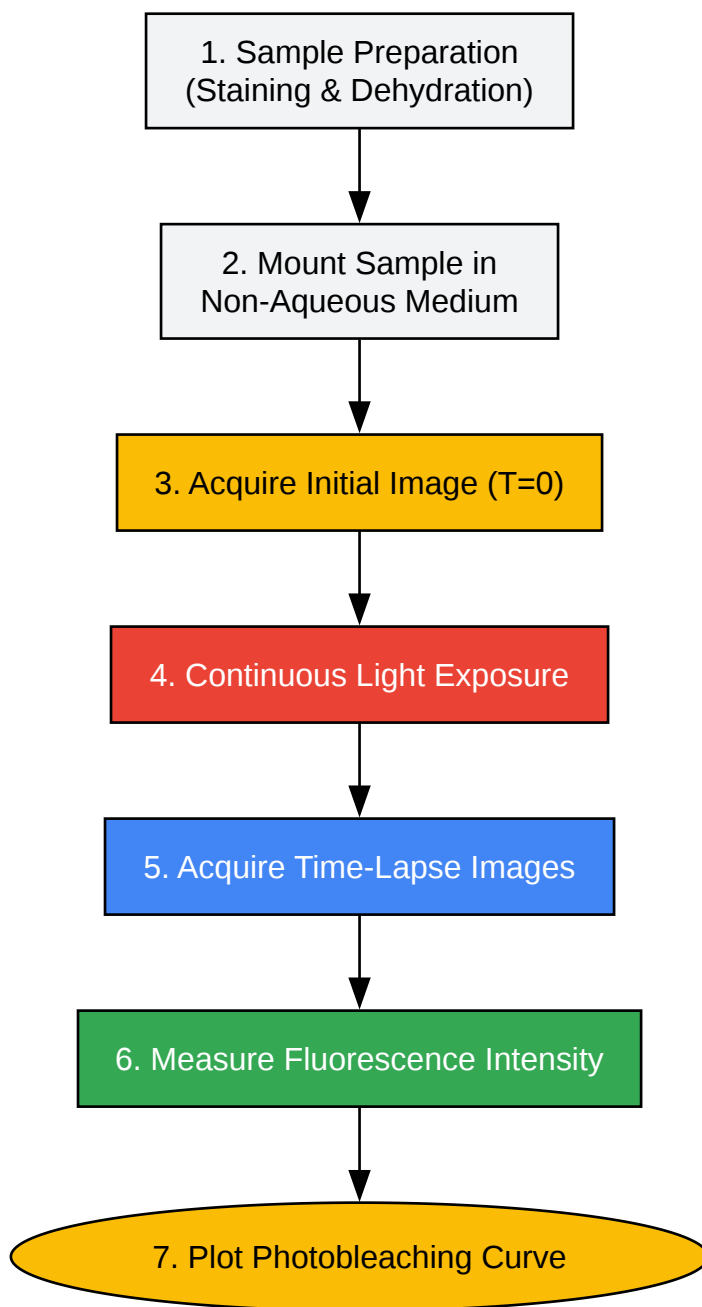 1. Sample Preparation
(Staining & Dehydration)
2. Mount Sample in
Non-Aqueous Medium
3. Acquire Initial Image (T=0)
4. Continuous Light Exposure
5. Acquire Time-Lapse Images
6. Measure Fluorescence Intensity
7. Plot Photobleaching Curve